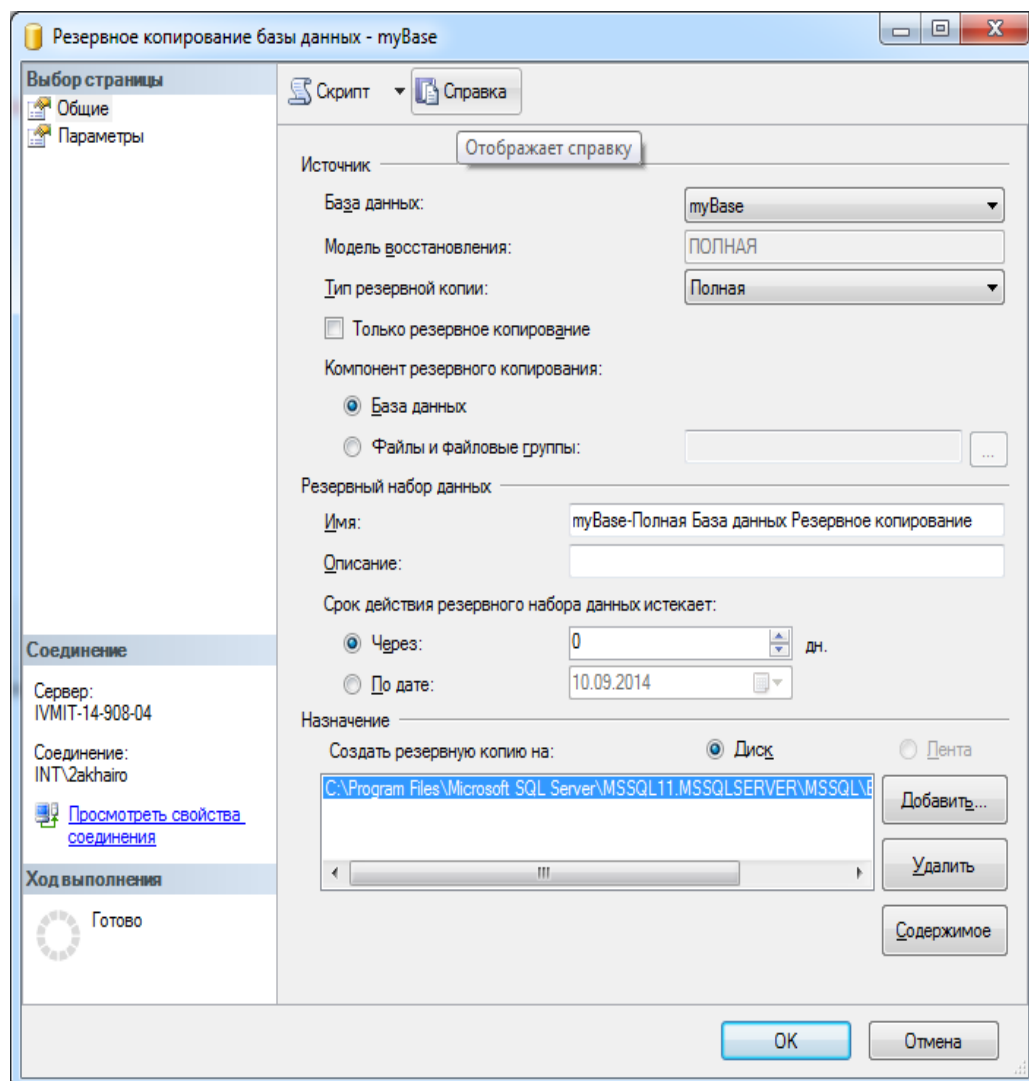 Резервное копирование базы данных - myBase
Выбор страницы
Общие
Параметры
Скрипт
Справка
Отображает справку
Источник
База данных:
myBase
Модель восстановления:
ПОЛНАЯ
Тип резервной копии:
Полная
Только резервное копирование
Компонент резервного копирования:
База данных
Файлы и файловые группы:
...
Резервный набор данных
Имя:
myBase-Полная База данных Резервное копирование
Описание:
Срок действия резервного набора данных истекает:
Через:
0
дн.
По дате:
10.09.2014
Назначение
Создать резервную копию на:
Диск
Лента
C:\Program Files\Microsoft SQL Server\MSSQL11.MSSQLSERVER\MSSQL\
Добавить...
Удалить
Содержимое
Соединение
Сервер:
IVMIT-14-908-04
Соединение:
INT\2akhairo
Просмотреть свойства
соединения
Ход выполнения
Готово
OK
Отмена